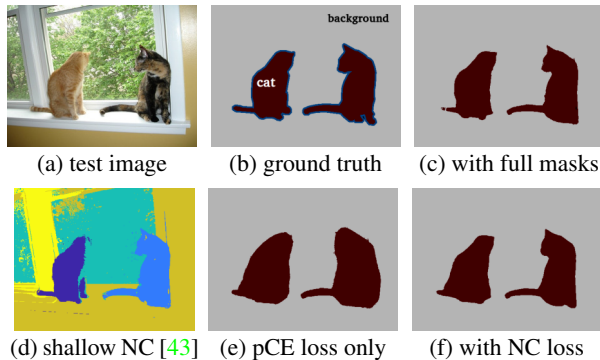 background
cat
(a) test image (b) ground truth (c) with full masks
(d) shallow NC [43] (e) pCE loss only (f) with NC loss